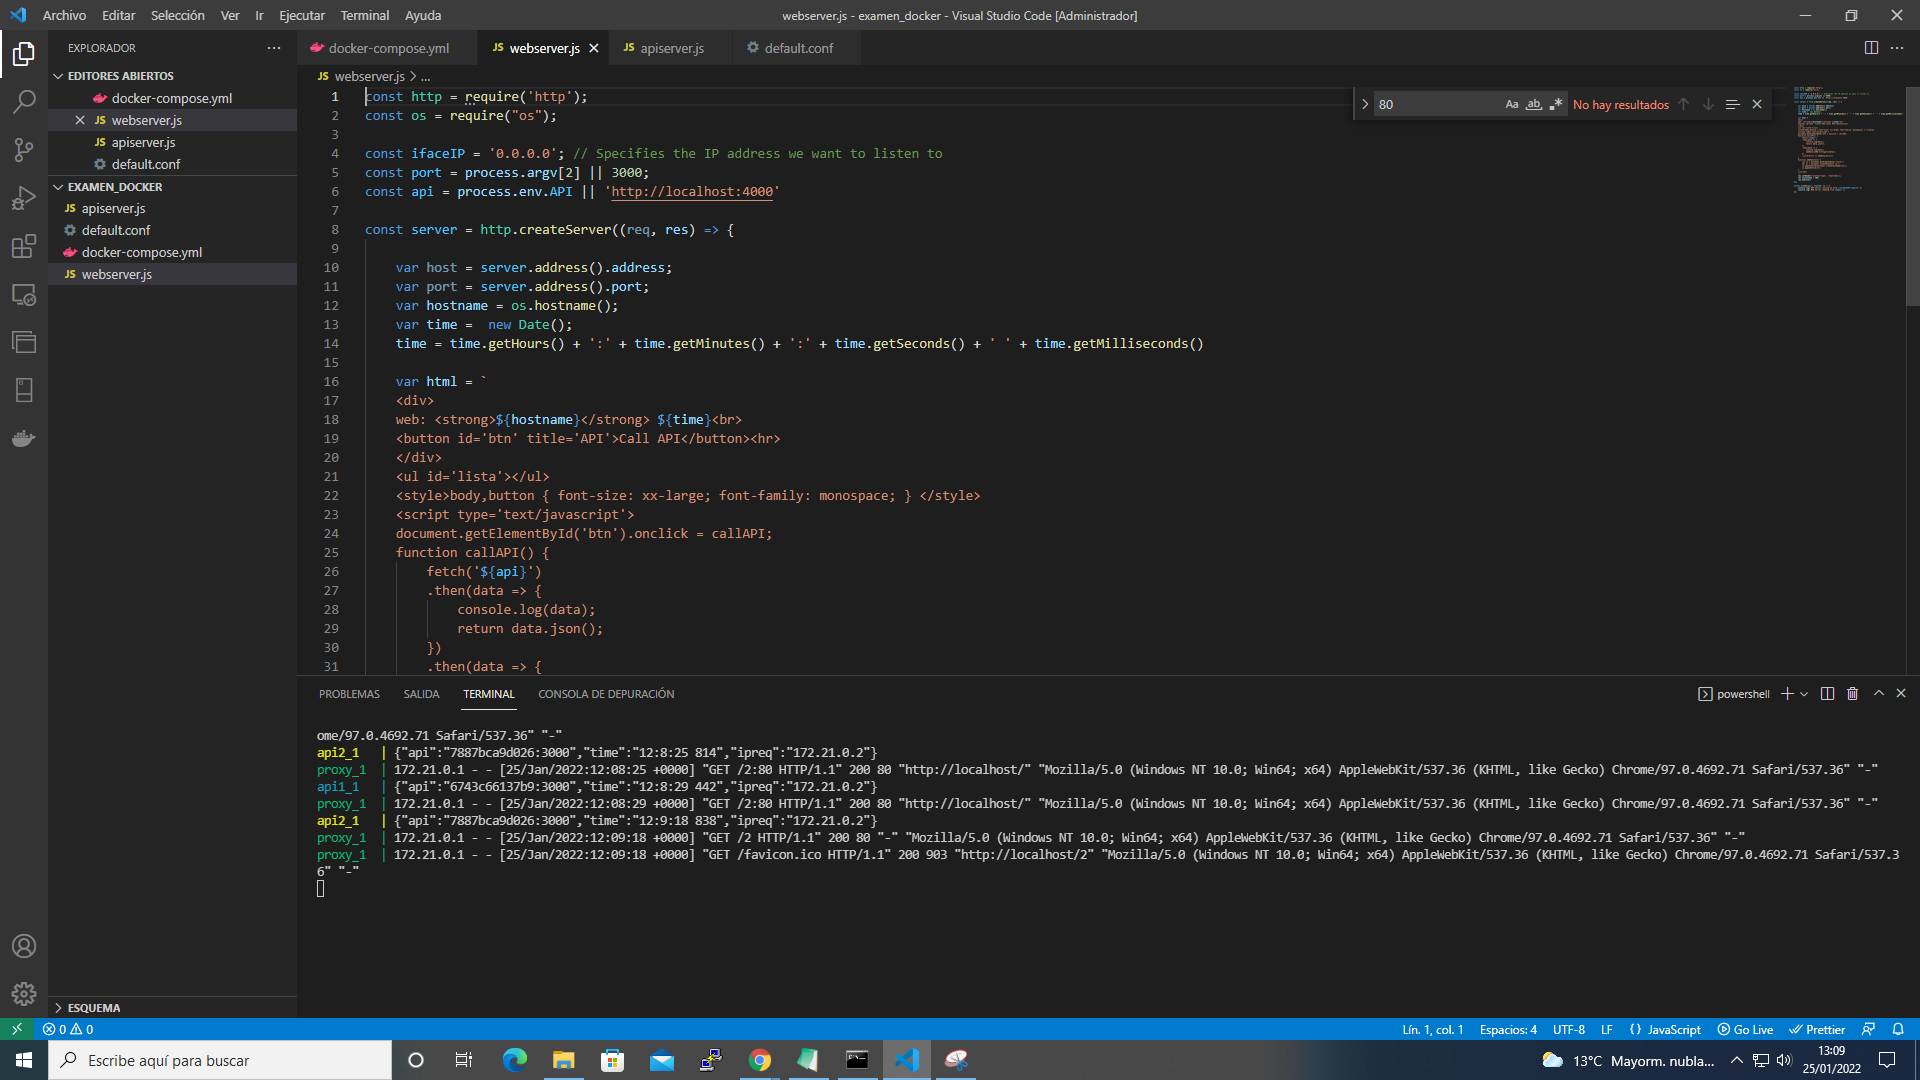 Archivo Editar Selección Ver Ir Ejecutar Terminal Ayuda
webserver.js - examen_docker - Visual Studio Code [Administrador]
EXPLORADOR
EDITORES ABIERTOS
docker-compose.yml
webserver.js
apiserver.js
default.conf
EXAMEN_DOCKER
apiserver.js
default.conf
docker-compose.yml
webserver.js
ESQUEMA
docker-compose.yml
webserver.js
apiserver.js
default.conf
webserver.js > ...
80
Aa ab .*
No hay resultados
1 const http = require('http');
2 const os = require("os");
3
4 const ifaceIP = '0.0.0.0'; // Specifies the IP address we want to listen to
5 const port = process.argv[2] || 3000;
6 const api = process.env.API || 'http://localhost:4000'
7
8 const server = http.createServer((req, res) => {
9
10 var host = server.address().address;
11 var port = server.address().port;
12 var hostname = os.hostname();
13 var time =  new Date();
14 time = time.getHours() + ':' + time.getMinutes() + ':' + time.getSeconds() + ' ' + time.getMilliseconds()
15
16 var html = `
17 <div>
18 web: <strong>${hostname}</strong> ${time}<br>
19 <button id='btn' title='API'>Call API</button><hr>
20 </div>
21 <ul id='lista'></ul>
22 <style>body,button { font-size: xx-large; font-family: monospace; } </style>
23 <script type='text/javascript'>
24 document.getElementById('btn').onclick = callAPI;
25 function callAPI() {
26 fetch('${api}')
27 .then(data => {
28 console.log(data);
29 return data.json();
30 })
31 .then(data => {
PROBLEMAS SALIDA TERMINAL CONSOLA DE DEPURACIÓN
powershell
ome/97.0.4692.71 Safari/537.36" "-"
api2_1 | {"api":"7887bca9d026:3000","time":"12:8:25 814","ipreq":"172.21.0.2"}
proxy_1 | 172.21.0.1 - - [25/Jan/2022:12:08:25 +0000] "GET /2:80 HTTP/1.1" 200 80 "http://localhost/" "Mozilla/5.0 (Windows NT 10.0; Win64; x64) AppleWebKit/537.36 (KHTML, like Gecko) Chrome/97.0.4692.71 Safari/537.36" "-"
api1_1 | {"api":"6743c66137b9:3000","time":"12:8:29 442","ipreq":"172.21.0.2"}
proxy_1 | 172.21.0.1 - - [25/Jan/2022:12:08:29 +0000] "GET /2:80 HTTP/1.1" 200 80 "http://localhost/" "Mozilla/5.0 (Windows NT 10.0; Win64; x64) AppleWebKit/537.36 (KHTML, like Gecko) Chrome/97.0.4692.71 Safari/537.36" "-"
api2_1 | {"api":"7887bca9d026:3000","time":"12:9:18 838","ipreq":"172.21.0.2"}
proxy_1 | 172.21.0.1 - - [25/Jan/2022:12:09:18 +0000] "GET /2 HTTP/1.1" 200 80 "-" "Mozilla/5.0 (Windows NT 10.0; Win64; x64) AppleWebKit/537.36 (KHTML, like Gecko) Chrome/97.0.4692.71 Safari/537.36" "-"
proxy_1 | 172.21.0.1 - - [25/Jan/2022:12:09:18 +0000] "GET /favicon.ico HTTP/1.1" 200 903 "http://localhost/2" "Mozilla/5.0 (Windows NT 10.0; Win64; x64) AppleWebKit/537.36 (KHTML, like Gecko) Chrome/97.0.4692.71 Safari/537.3
6" "-"
0 0
Lín. 1, col. 1 Espacios: 4 UTF-8 LF {} JavaScript Go Live Prettier
Escribe aquí para buscar
13°C Mayorm. nubla...
13:09
25/01/2022